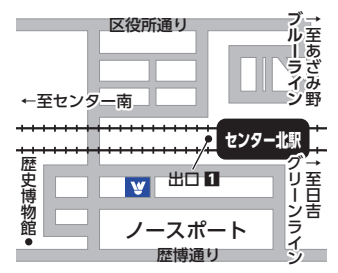 区役所通り
→至あざみ野
ブルーライン
←至センター南
センター北駅
出口1
歴史博物館
→至日吉
グリーンライン
ノースポート
歴博通り